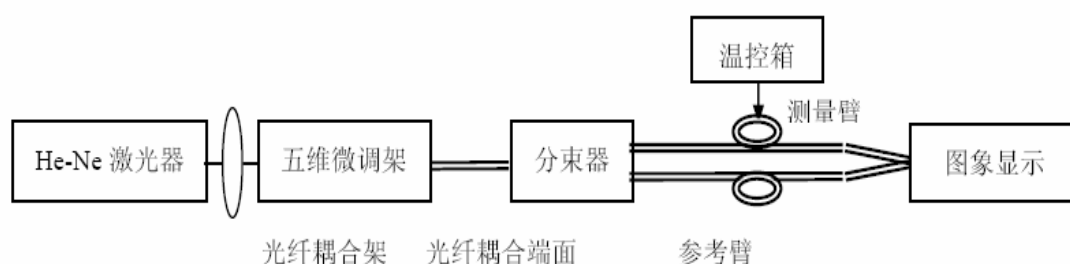 温控箱
测量臂
He-Ne 激光器
五维微调架
分束器
图象显示
光纤耦合架
光纤耦合端面
参考臂